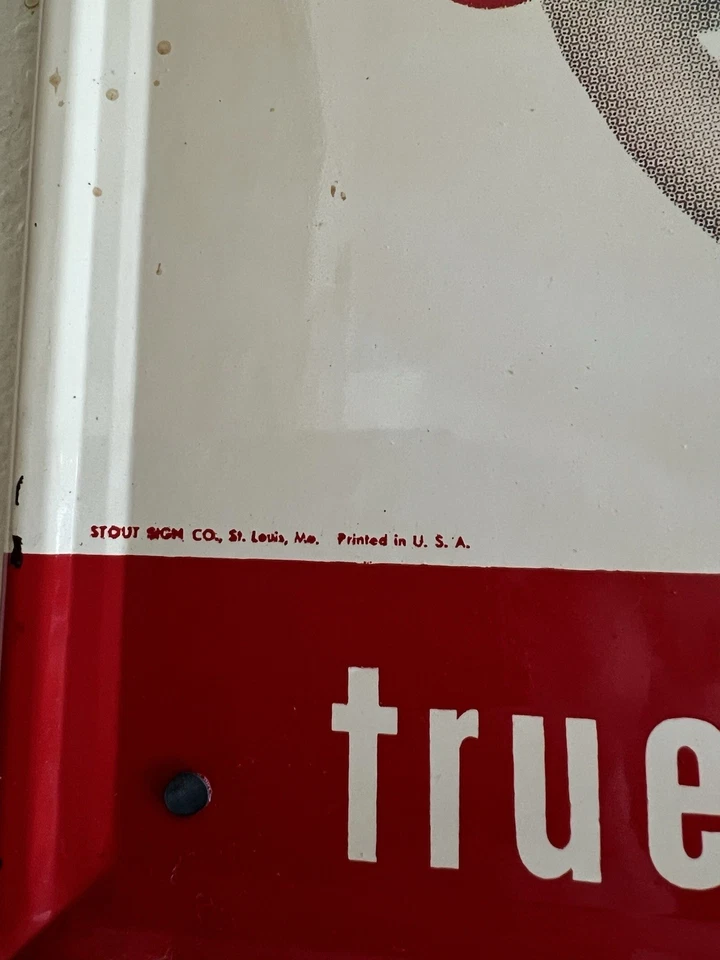 STOUT SIGN CO., St. Louis, Mo. Printed in U. S. A.
true